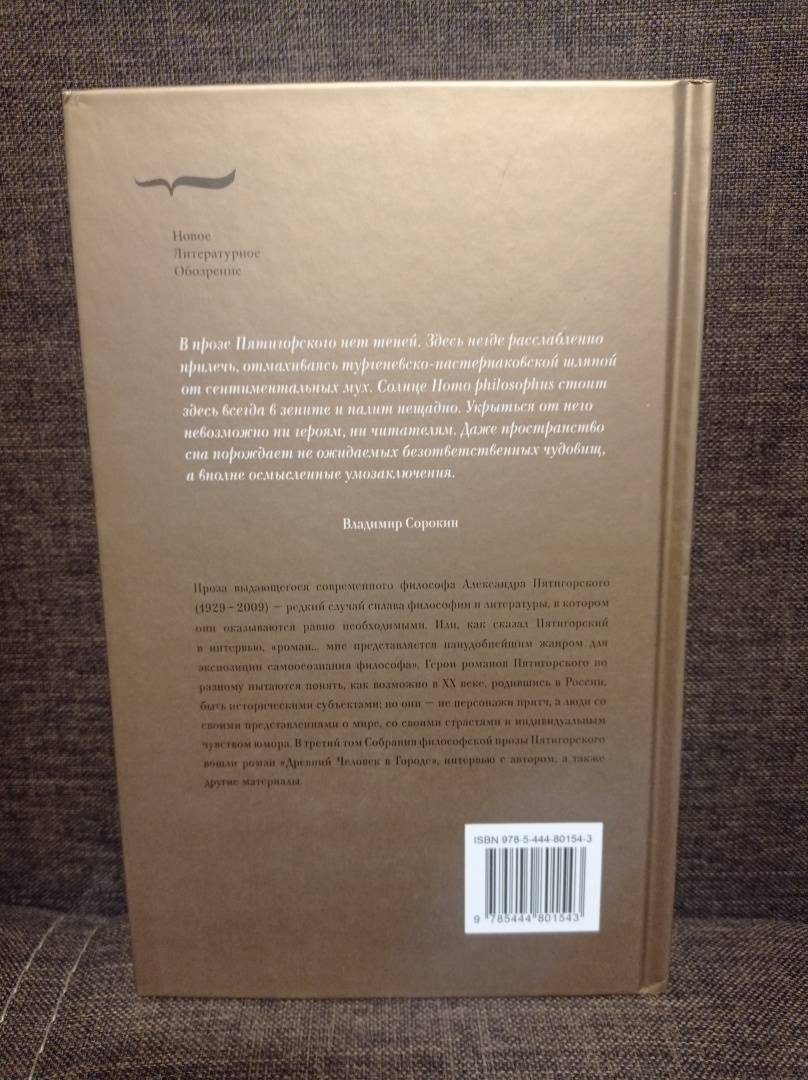 Новое
Литературное
Обозрение
В прозе Пятигорского нет теней. Здесь негде расслабленно
прилечь, отмахиваясь тургеневско-пастернаковской шляпой
от сентиментальных мух. Солнце Homo philosophus стоит
здесь всегда в зените и палит нещадно. Укрыться от него
невозможно ни героям, ни читателям. Даже пространство
сна порождает не ожидаемых безответственных чудовищ,
а вполне осмысленные умозаключения.
Владимир Сорокин
Проза выдающегося современного философа Александра Пятигорского
(1929–2009) — редкий случай сплава философии и литературы, в котором
они оказываются равно необходимыми. Или, как сказал Пятигорский
в интервью, «роман... мне представляется наиудобнейшим жанром для
экспозиции самоосознания философа». Герои романов Пятигорского по
разному пытаются понять, как возможно в XX веке, родившись в России,
быть историческими субъектами; но они — не персонажи притч, а люди со
своими представлениями о мире, со своими страстями и индивидуальным
чувством юмора. В третий том Собрания философской прозы Пятигорского
вошли роман «Древний Человек в Городе», интервью с автором, а также
другие материалы.
ISBN 978-5-444-80154-3
9 785444 801543